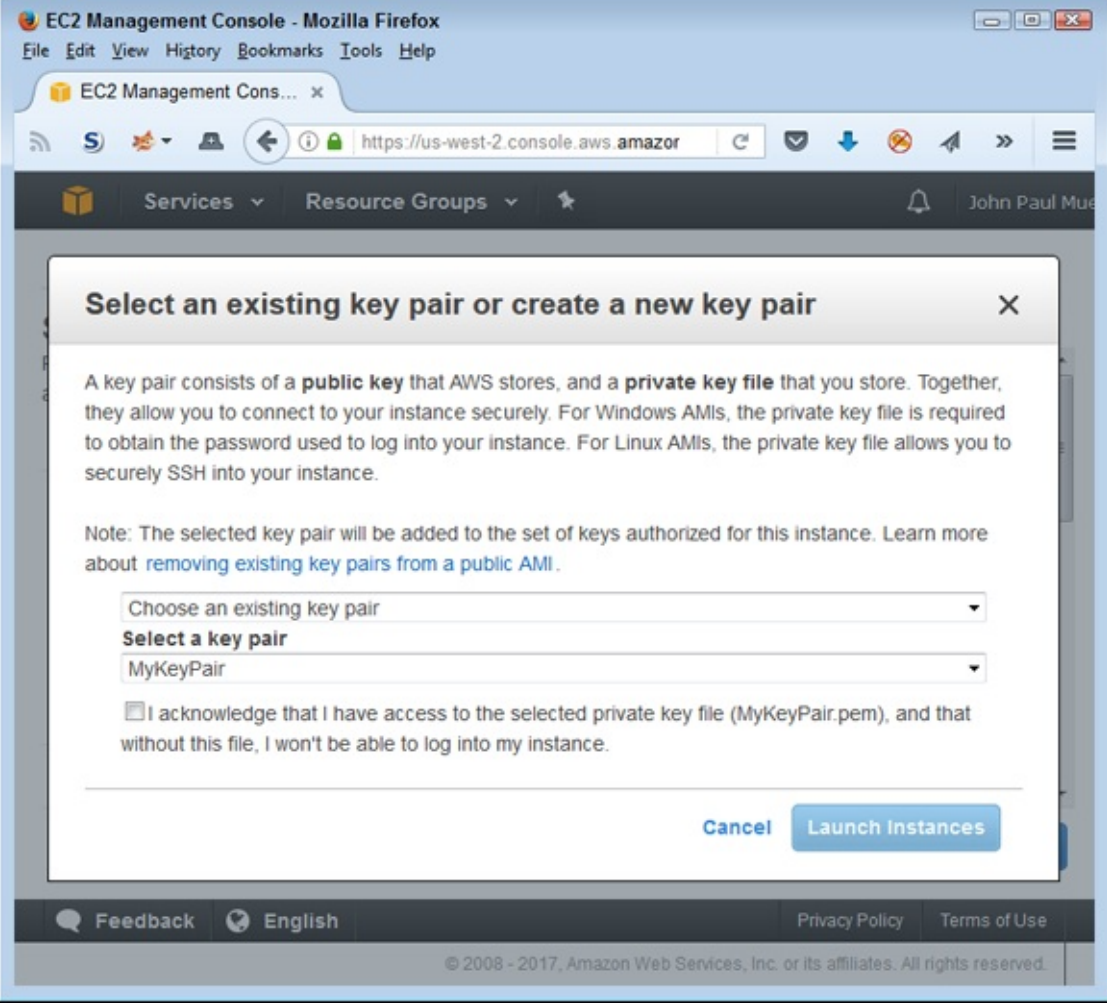 EC2 Management Console - Mozilla Firefox
File Edit View History Bookmarks Tools Help
EC2 Management Cons... ×
https://us-west-2.console.aws.amazor
Services Resource Groups John Paul Mue
Select an existing key pair or create a new key pair
A key pair consists of a public key that AWS stores, and a private key file that you store. Together,
they allow you to connect to your instance securely. For Windows AMIs, the private key file is required
to obtain the password used to log into your instance. For Linux AMIs, the private key file allows you to
securely SSH into your instance.
Note: The selected key pair will be added to the set of keys authorized for this instance. Learn more
about removing existing key pairs from a public AMI .
Choose an existing key pair
Select a key pair
MyKeyPair
I acknowledge that I have access to the selected private key file (MyKeyPair.pem), and that
without this file, I won't be able to log into my instance.
Cancel Launch Instances
Feedback English Privacy Policy Terms of Use
© 2008 - 2017, Amazon Web Services, Inc. or its affiliates. All rights reserved.